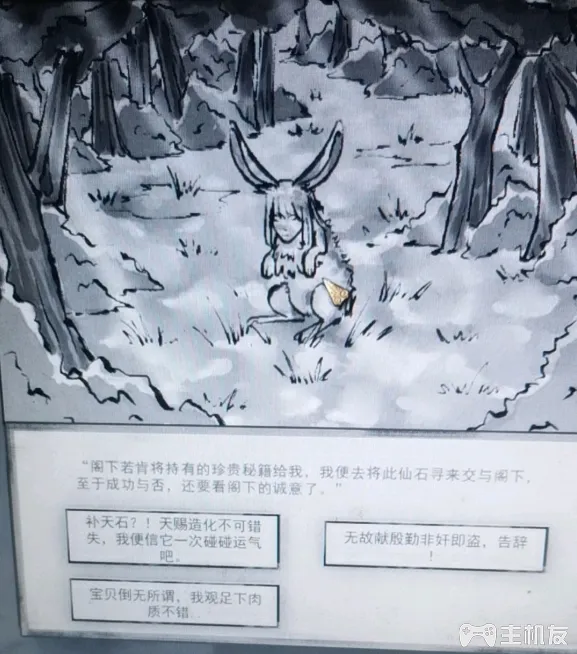 “阁下若肯将持有的珍贵秘籍给我，我便去将此仙石寻来交与阁下，
至于成功与否，还要看阁下的诚意了。”
补天石？！天赐造化不可错
失，我便信它一次碰碰运气
吧。
无故献殷勤非奸即盗，告辞
！
宝贝倒无所谓，我观足下肉
质不错
主机友